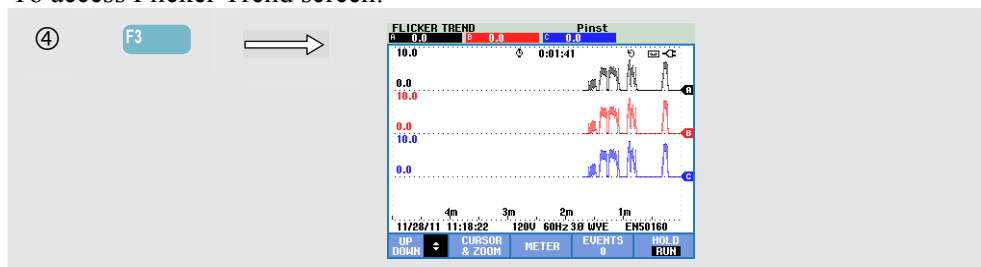 To access Flicker Trend screen:
④ F3
FLICKER TREND Pinst
A 0.0 B 0.0 C 0.0
10.0 0:01:41
0.0 A
10.0
0.0 B
10.0
0.0 C
4m 3m 2m 1m
11/28/11 11:18:22 120V 60Hz 3Ø WYE EN50160
UP DOWN CURSOR & ZOOM METER EVENTS 0 HOLD RUN